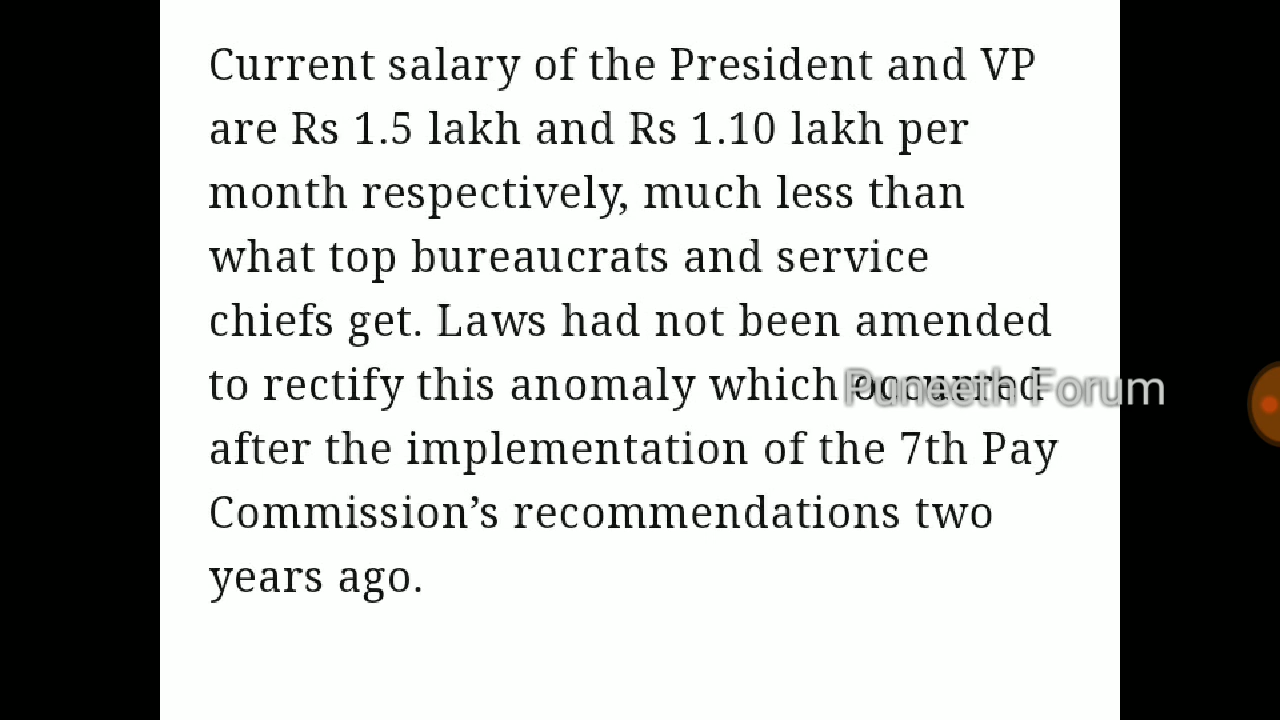 Current salary of the President and VP
are Rs 1.5 lakh and Rs 1.10 lakh per
month respectively, much less than
what top bureaucrats and service
chiefs get. Laws had not been amended
to rectify this anomaly which occurred
Puneeth Forum
after the implementation of the 7th Pay
Commission’s recommendations two
years ago.